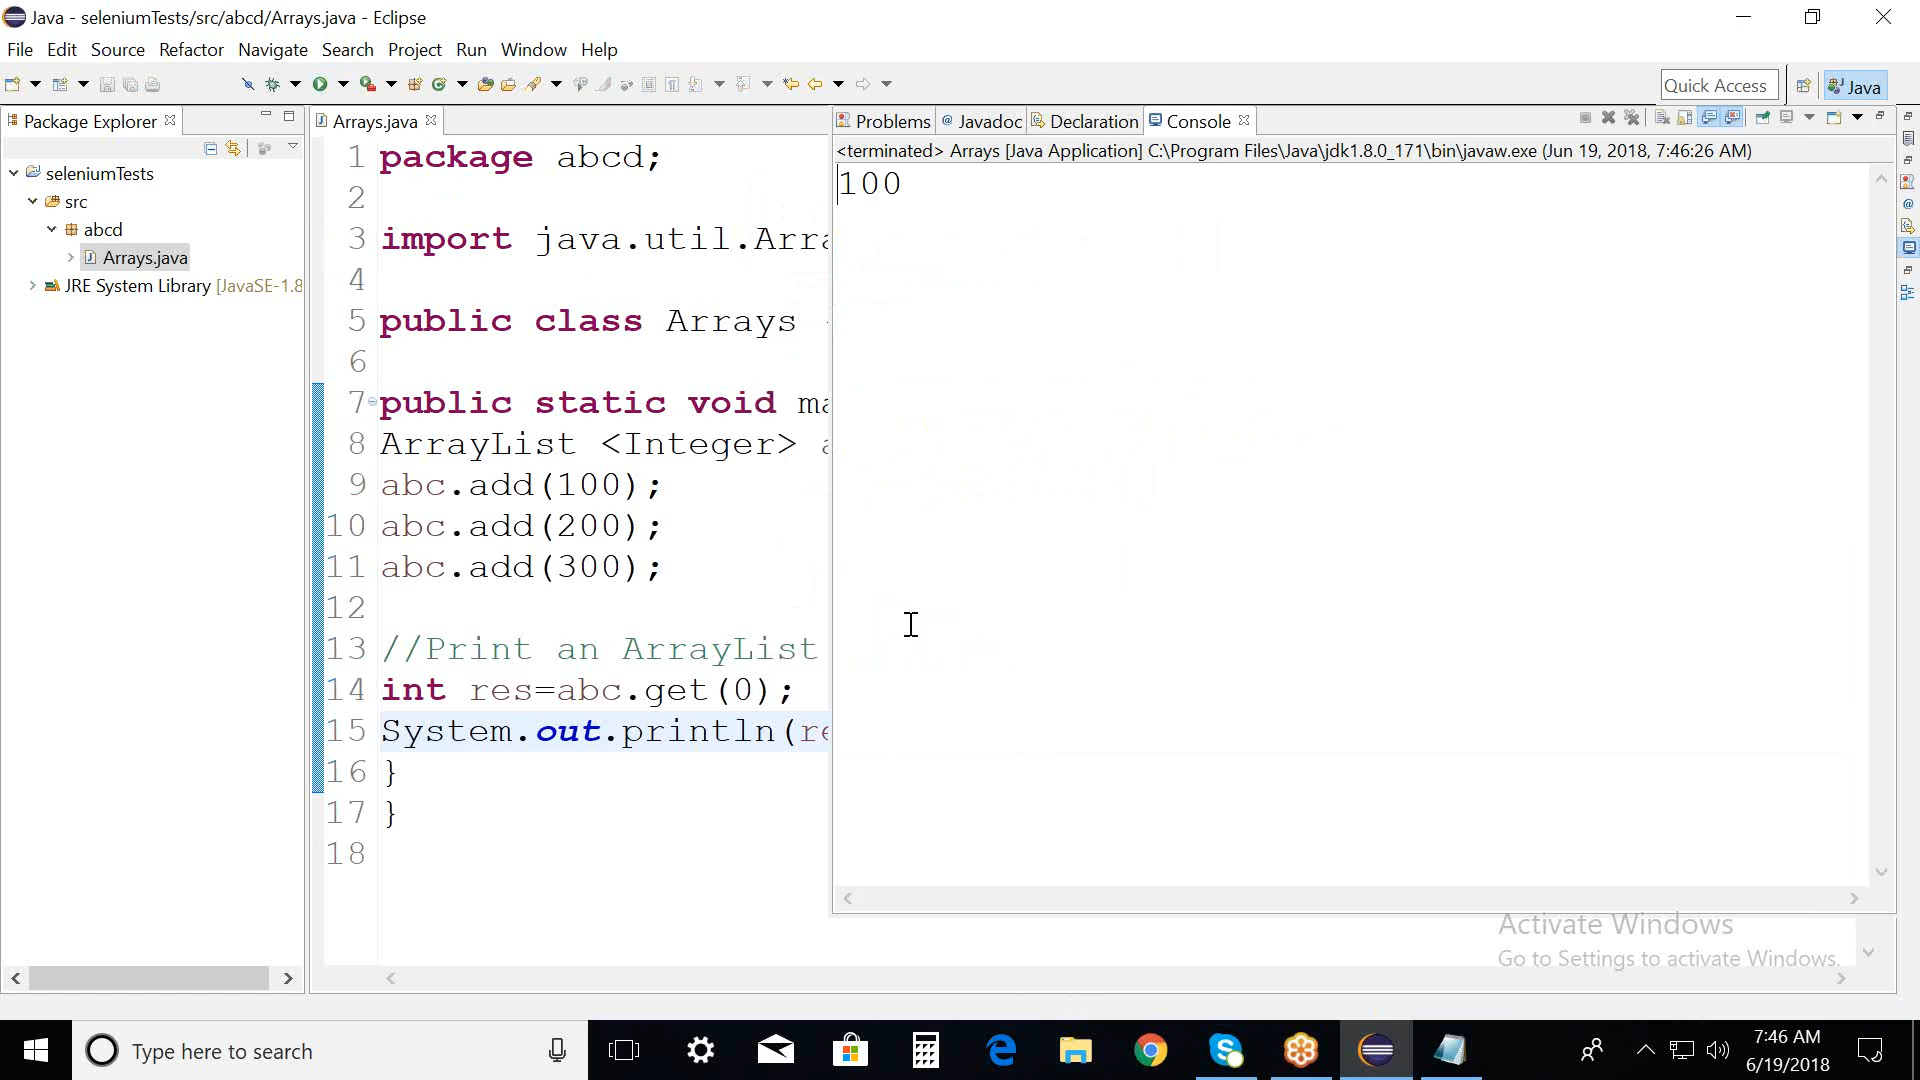 Java - seleniumTests/src/abcd/Arrays.java - Eclipse
File Edit Source Refactor Navigate Search Project Run Window Help
Quick Access
Java
Package Explorer
Arrays.java
Problems @ Javadoc Declaration Console
<terminated> Arrays [Java Application] C:\Program Files\Java\jdk1.8.0_171\bin\javaw.exe (Jun 19, 2018, 7:46:26 AM)
seleniumTests
src
abcd
Arrays.java
JRE System Library [JavaSE-1.8
1 package abcd;
2
3 import java.util.Arra
4
5 public class Arrays
6
7 public static void ma
8 ArrayList <Integer> a
9 abc.add(100);
10 abc.add(200);
11 abc.add(300);
12
13 //Print an ArrayList
14 int res=abc.get(0);
15 System.out.println(re
16 }
17 }
18
100
Activate Windows
Go to Settings to activate Windows.
Type here to search
7:46 AM
6/19/2018